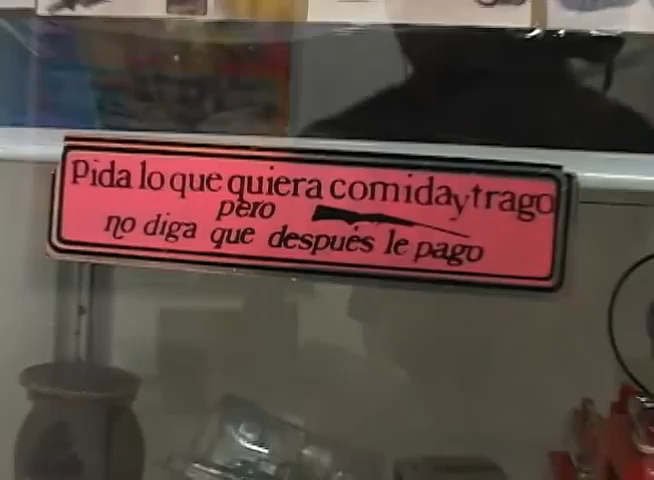 Pida lo que quiera comida y trago
pero
no diga que después le pago